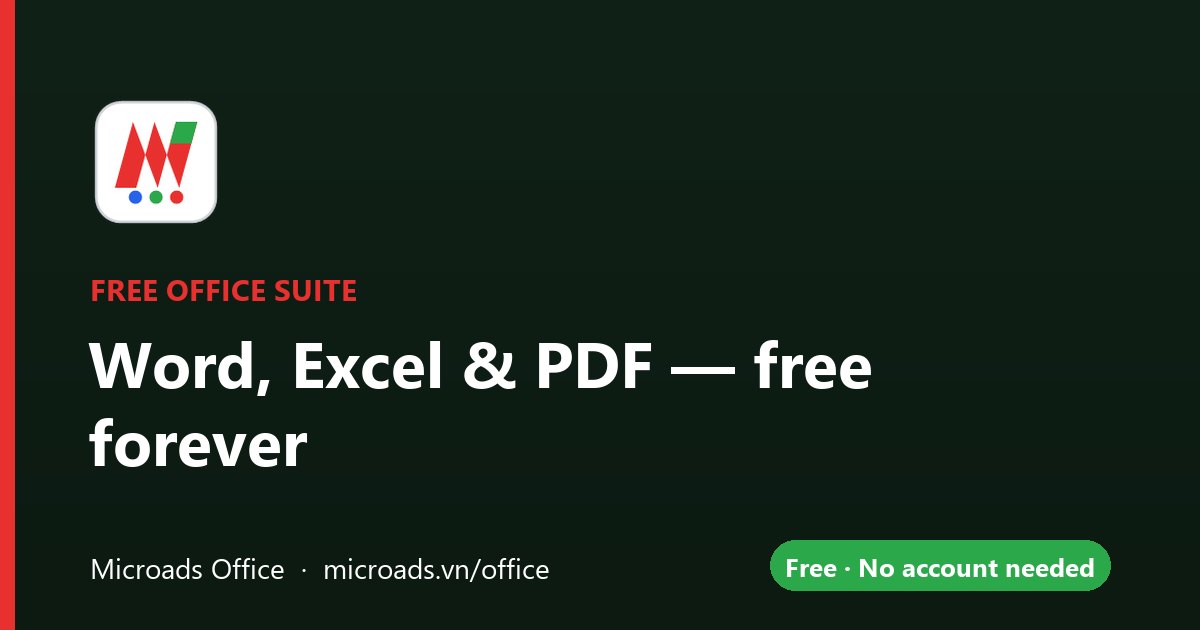 FREE OFFICE SUITE
Word, Excel & PDF — free
forever
Microads Office · microads.vn/office
Free · No account needed